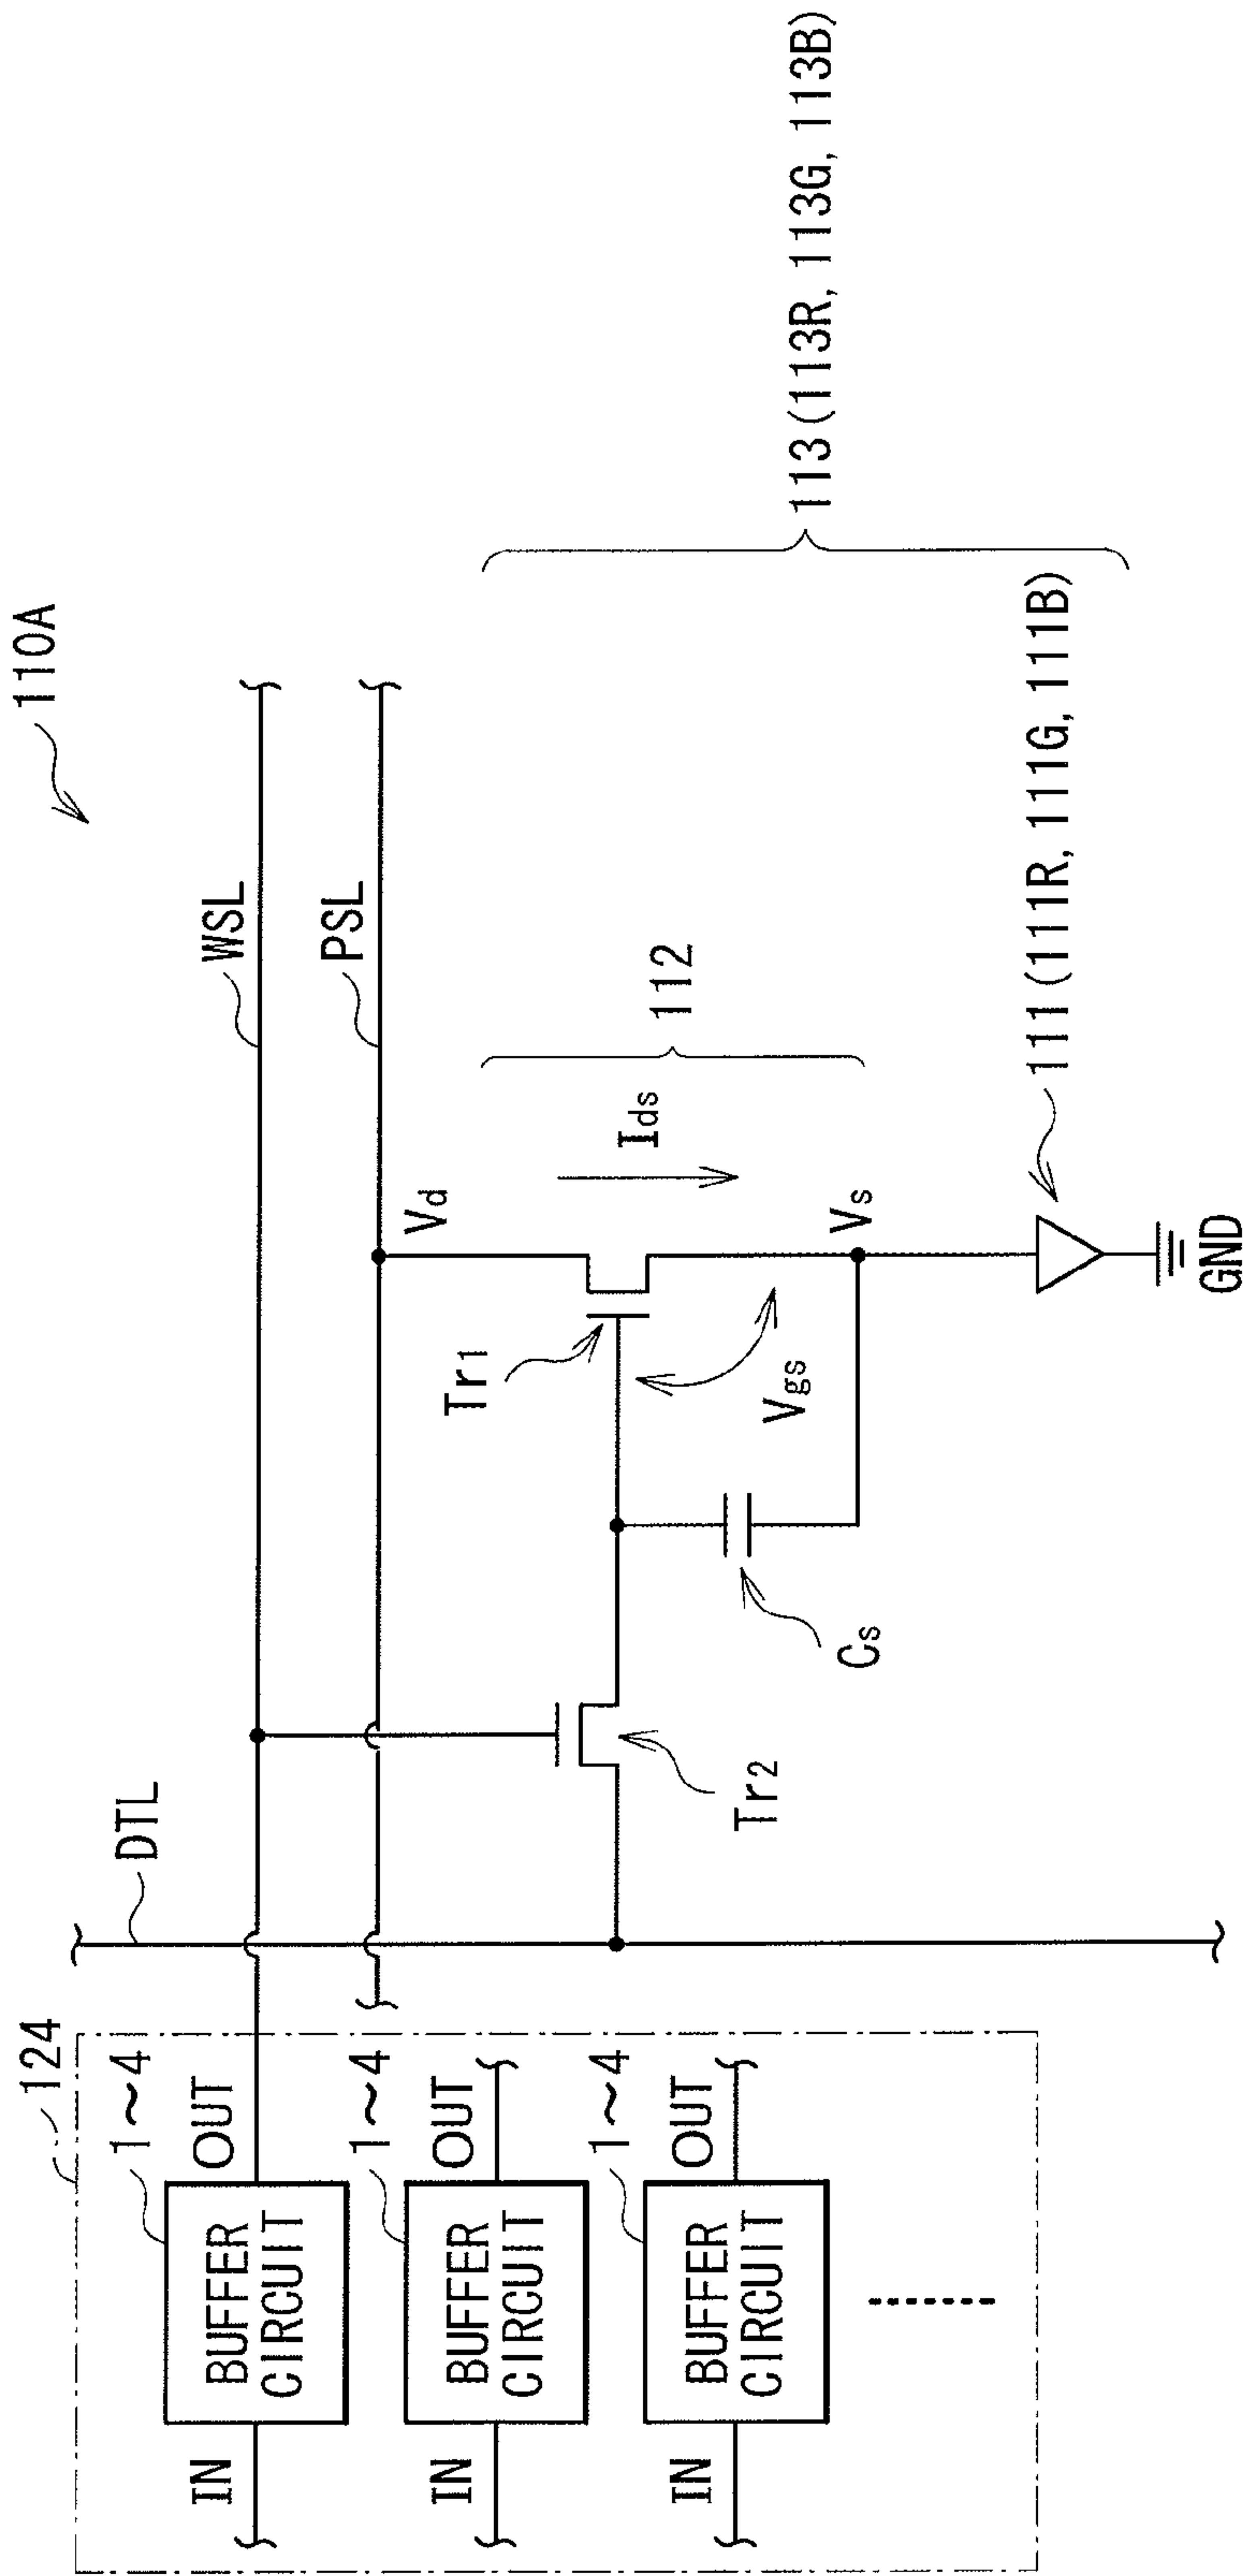 110A
124
DTL
WSL
PSL
IN
BUFFER
CIRCUIT
OUT
1~4
IN
BUFFER
CIRCUIT
OUT
1~4
IN
BUFFER
CIRCUIT
OUT
1~4
Vd
Tr1
Ids
112
Vgs
Vs
Tr2
Cs
113 (113R, 113G, 113B)
111 (111R, 111G, 111B)
GND